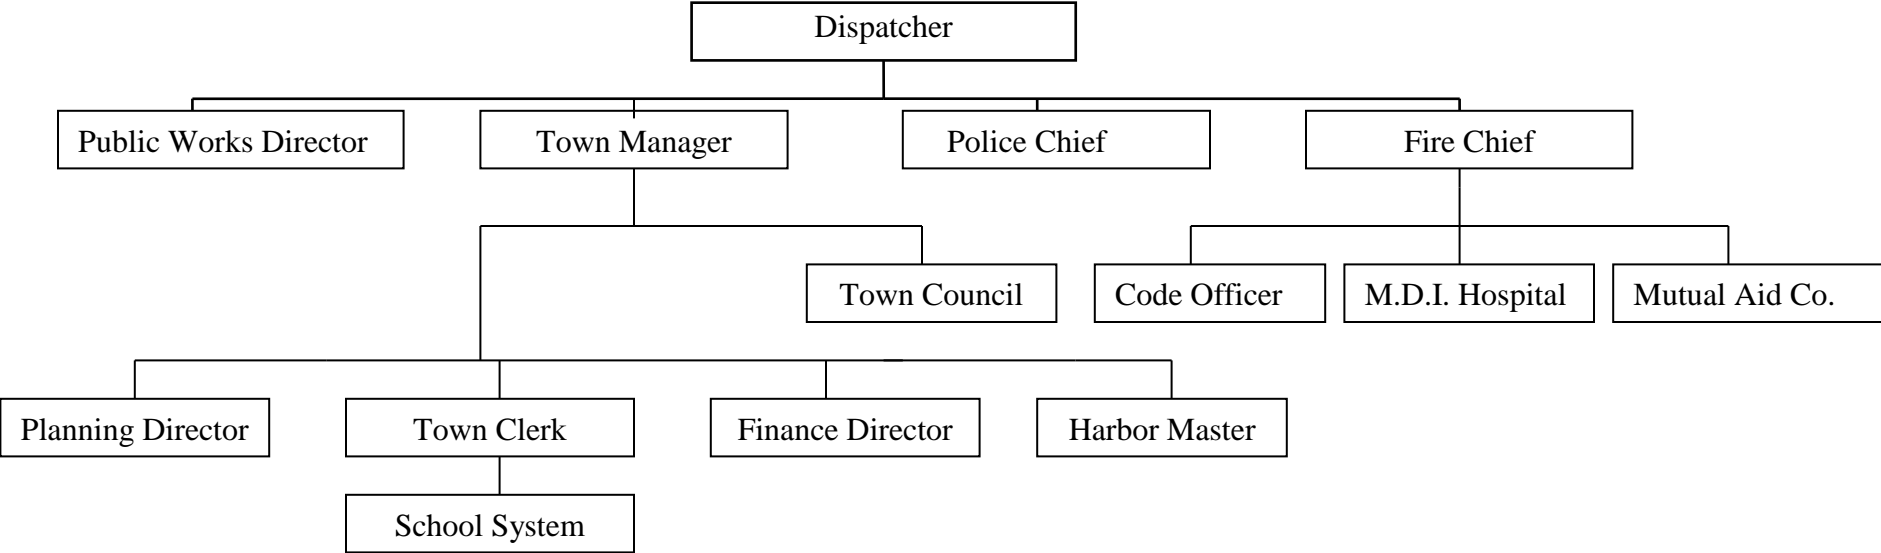 Dispatcher
Public Works Director
Town Manager
Police Chief
Fire Chief
Town Council
Code Officer
M.D.I. Hospital
Mutual Aid Co.
Planning Director
Town Clerk
Finance Director
Harbor Master
School System